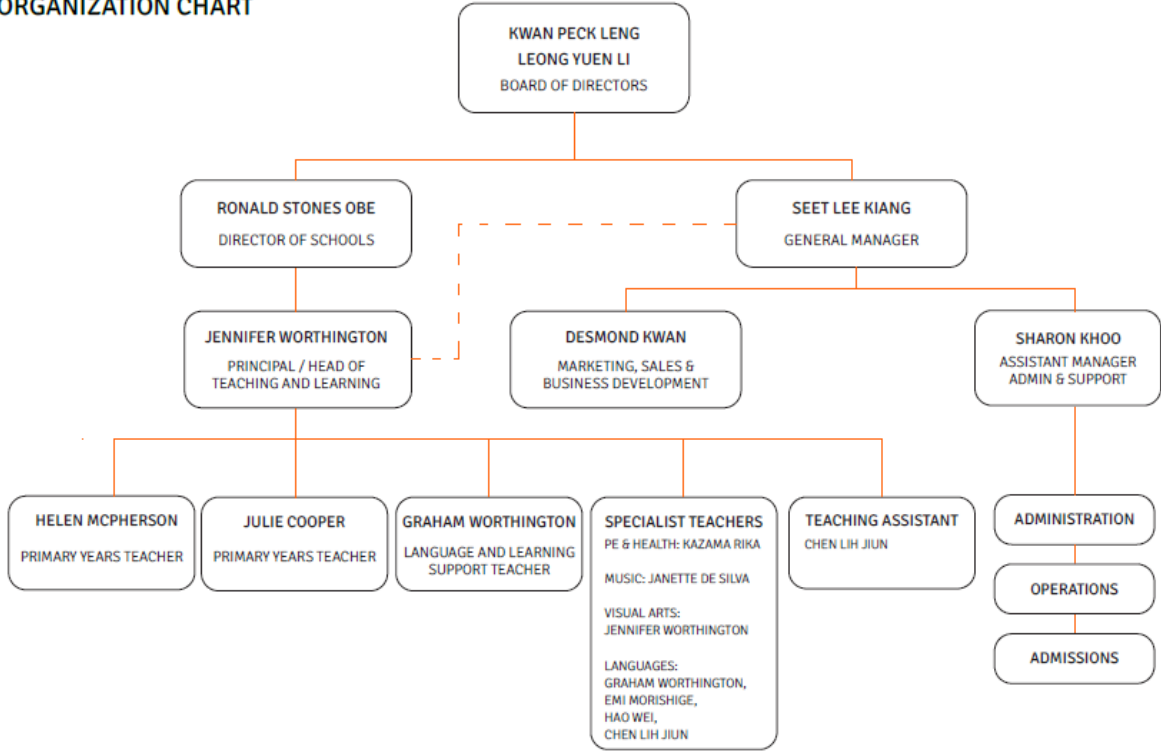 ORGANIZATION CHART
KWAN PECK LENG
LEONG YUEN LI
BOARD OF DIRECTORS
RONALD STONES OBE
DIRECTOR OF SCHOOLS
SEET LEE KIANG
GENERAL MANAGER
JENNIFER WORTHINGTON
PRINCIPAL / HEAD OF
TEACHING AND LEARNING
DESMOND KWAN
MARKETING, SALES &
BUSINESS DEVELOPMENT
SHARON KHOO
ASSISTANT MANAGER
ADMIN & SUPPORT
HELEN MCPHERSON
PRIMARY YEARS TEACHER
JULIE COOPER
PRIMARY YEARS TEACHER
GRAHAM WORTHINGTON
LANGUAGE AND LEARNING
SUPPORT TEACHER
SPECIALIST TEACHERS
PE & HEALTH: KAZAMA RIKA
MUSIC: JANETTE DE SILVA
VISUAL ARTS:
JENNIFER WORTHINGTON
LANGUAGES:
GRAHAM WORTHINGTON,
EMI MORISHIGE,
HAO WEI,
CHEN LIH JIUN
TEACHING ASSISTANT
CHEN LIH JIUN
ADMINISTRATION
OPERATIONS
ADMISSIONS